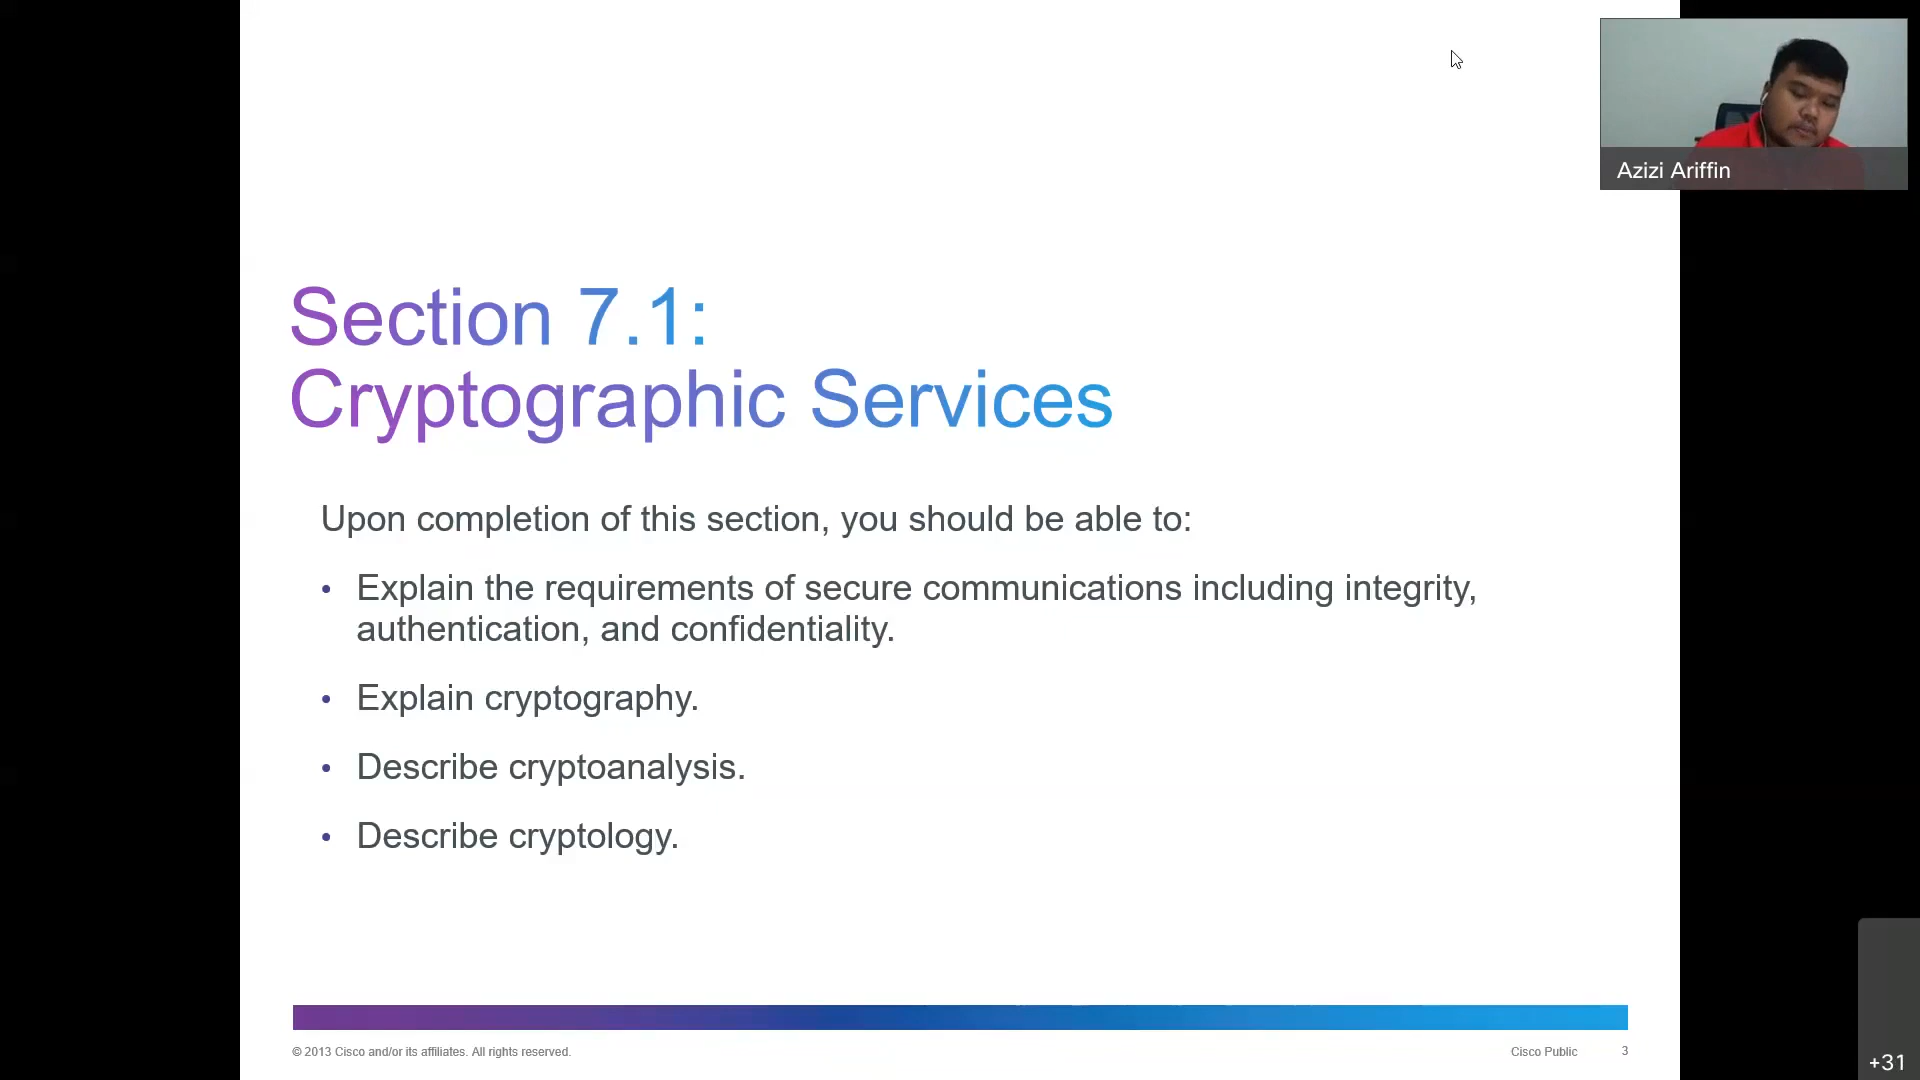 Azizi Ariffin
Section 7.1:
Cryptographic Services
Upon completion of this section, you should be able to:
• Explain the requirements of secure communications including integrity,
authentication, and confidentiality.
• Explain cryptography.
• Describe cryptoanalysis.
• Describe cryptology.
© 2013 Cisco and/or its affiliates. All rights reserved.
Cisco Public
3
+31